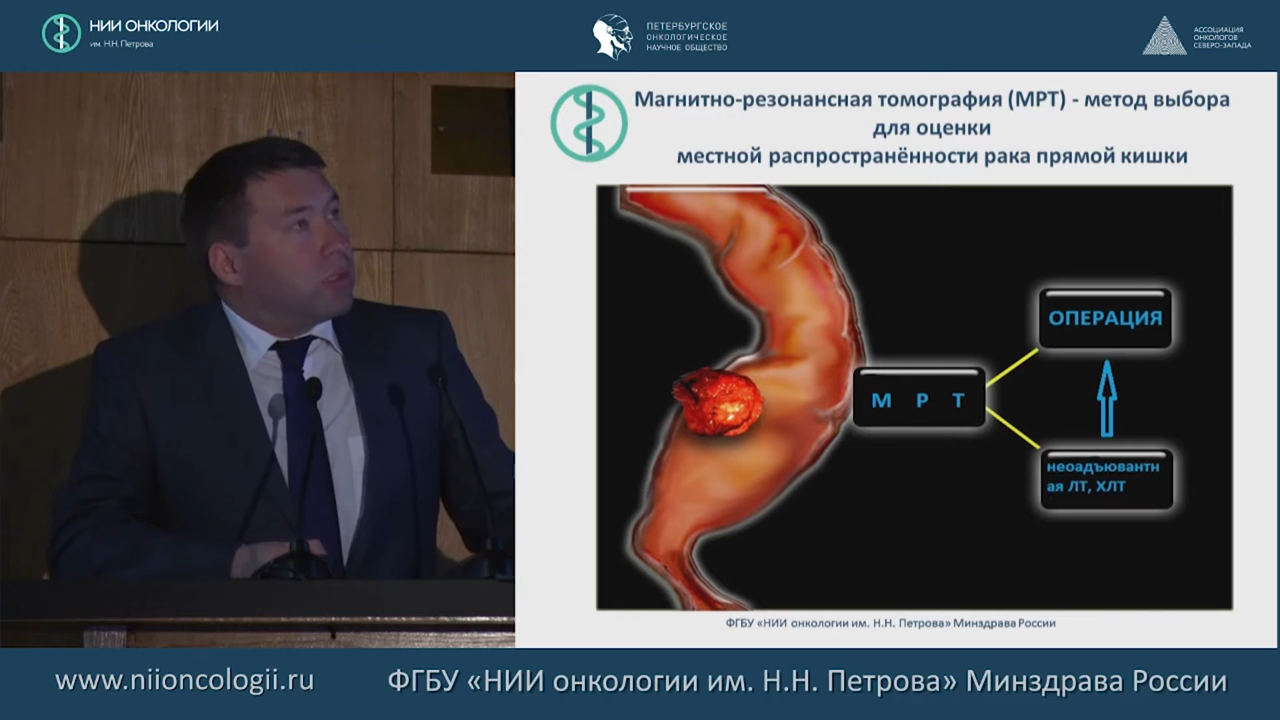 НИИ ОНКОЛОГИИ
им. Н.Н. Петрова
ПЕТЕРБУРГСКОЕ
ОНКОЛОГИЧЕСКОЕ
НАУЧНОЕ ОБЩЕСТВО
АССОЦИАЦИЯ
ОНКОЛОГОВ
СЕВЕРО-ЗАПАДА
Магнитно-резонансная томография (МРТ) - метод выбора
для оценки
местной распространённости рака прямой кишки
ОПЕРАЦИЯ
М Р Т
неоадъювантн
ая ЛТ, ХЛТ
ФГБУ «НИИ онкологии им. Н.Н. Петрова» Минздрава России
www.niioncologii.ru
ФГБУ «НИИ онкологии им. Н.Н. Петрова» Минздрава России